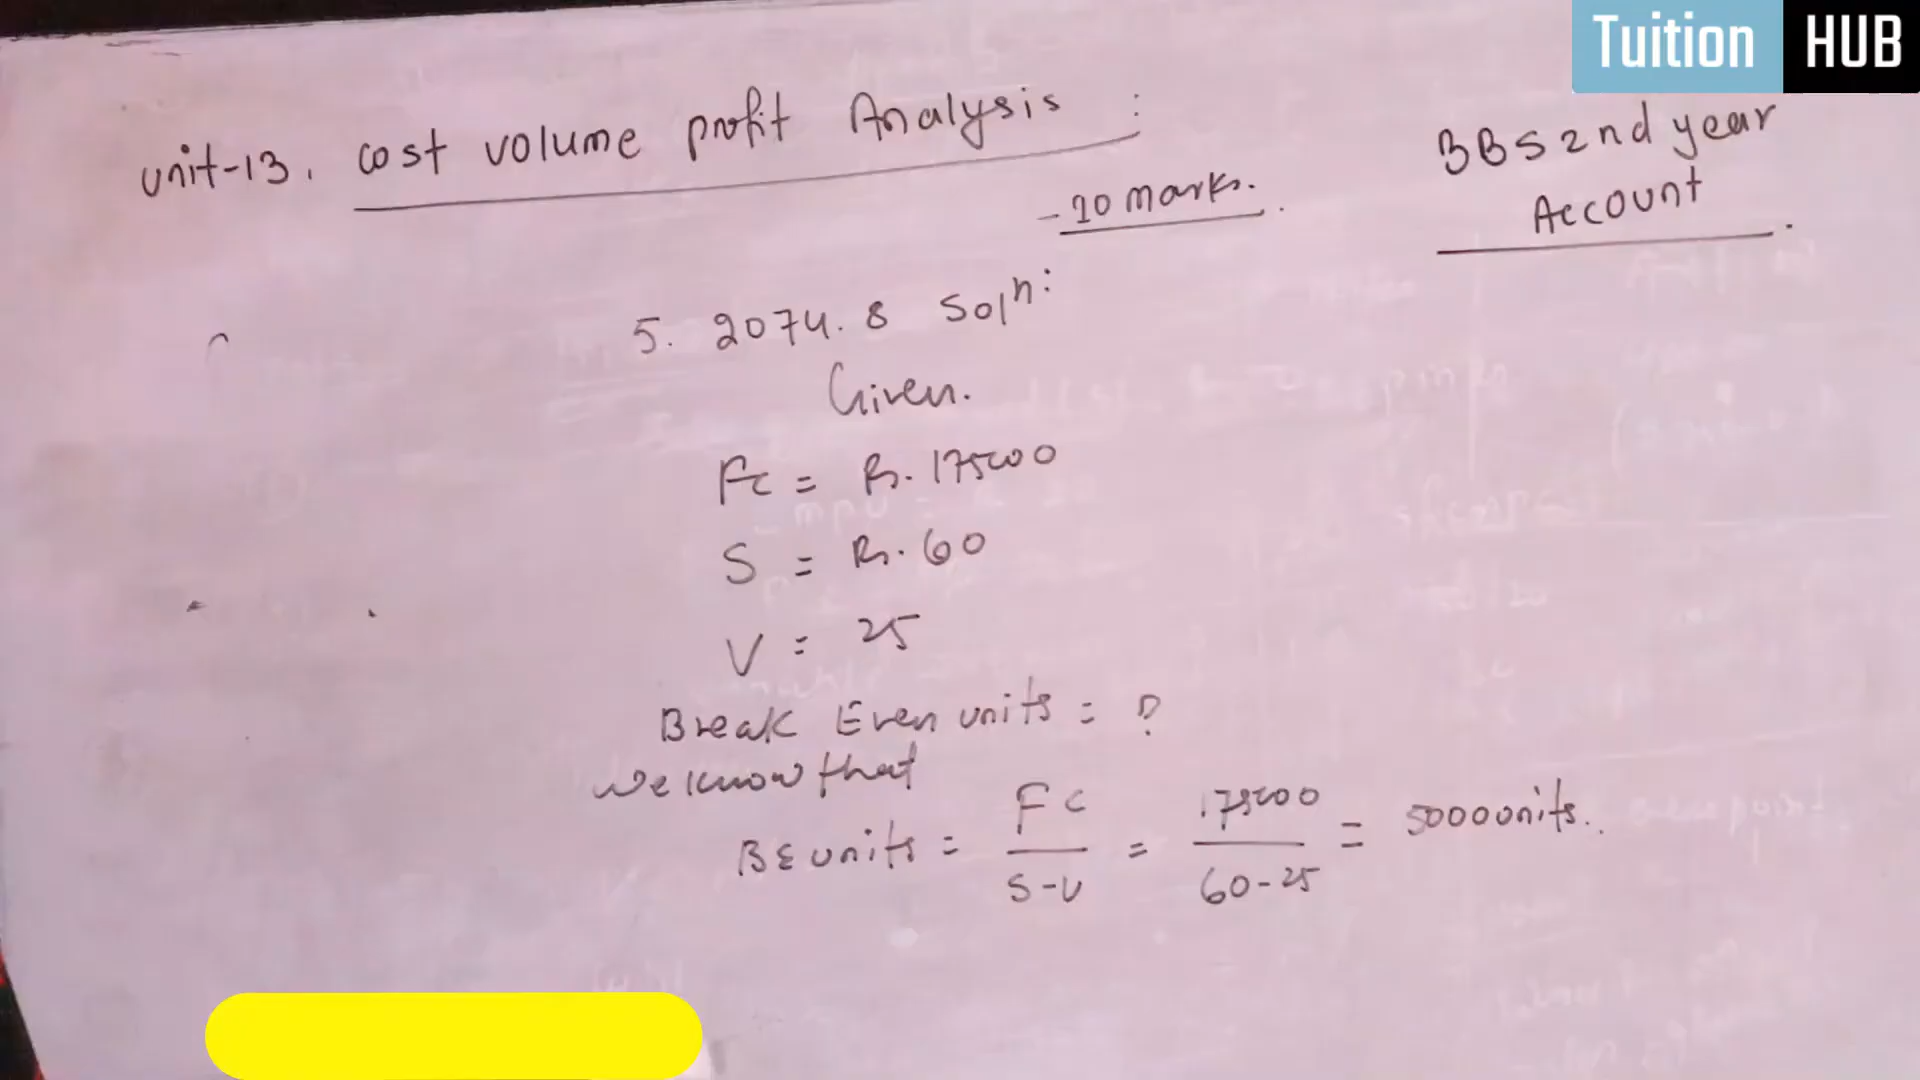 Tuition HUB
unit-13. cost volume profit Analysis :
BBS 2nd year
- 20 marks.
Account
5. 2074. 8 Solⁿ:
Given.
Fc = Rs. 175000
S = Rs. 60
V = 25
Break Even units = ?
we know that
BE units = FC / S-V = 175000 / 60-25 = 5000 units.